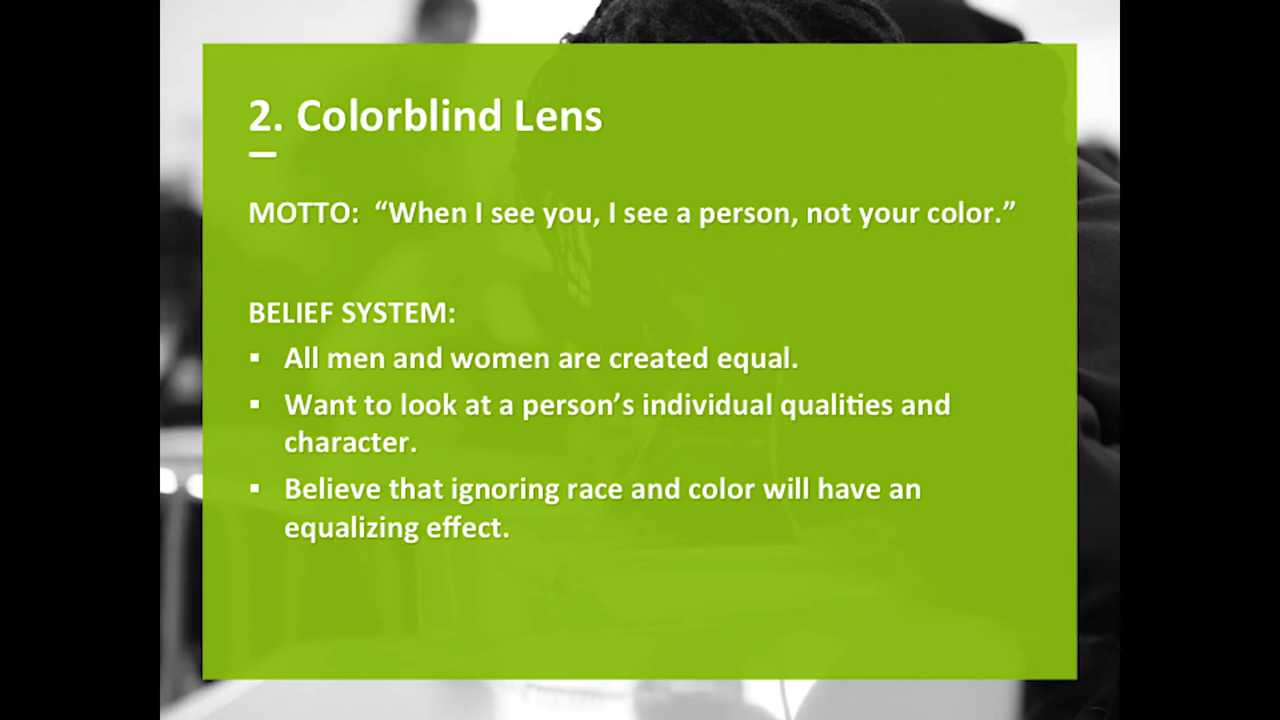 2. Colorblind Lens
MOTTO: “When I see you, I see a person, not your color.”
BELIEF SYSTEM:
▪ All men and women are created equal.
▪ Want to look at a person’s individual qualities and
character.
▪ Believe that ignoring race and color will have an
equalizing effect.